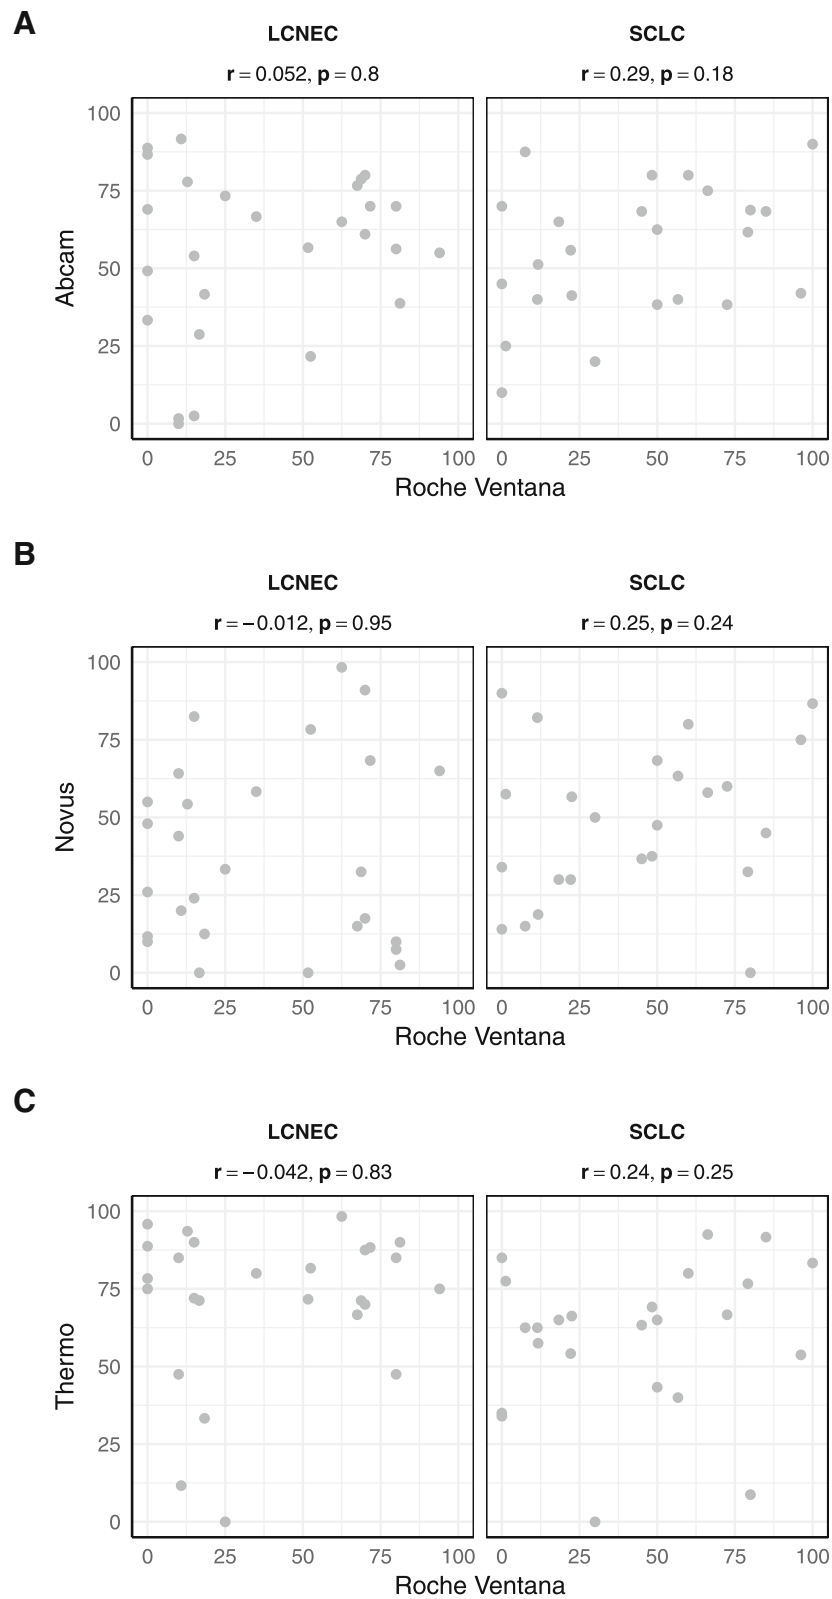 A
LCNEC SCLC
r = 0.052, p = 0.8 r = 0.29, p = 0.18
100
75
50
25
0
Abcam
0 25 50 75 100 0 25 50 75 100
Roche Ventana
B
LCNEC SCLC
r = −0.012, p = 0.95 r = 0.25, p = 0.24
100
75
50
25
0
Novus
0 25 50 75 100 0 25 50 75 100
Roche Ventana
C
LCNEC SCLC
r = −0.042, p = 0.83 r = 0.24, p = 0.25
100
75
50
25
0
Thermo
0 25 50 75 100 0 25 50 75 100
Roche Ventana